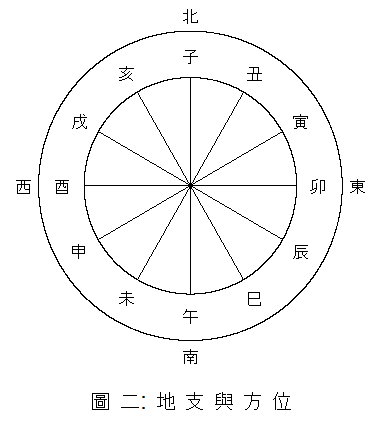 北
子
亥 丑
戌 寅
西 酉 卯 東
申 辰
未 巳
午
南
圖 二: 地 支 與 方 位